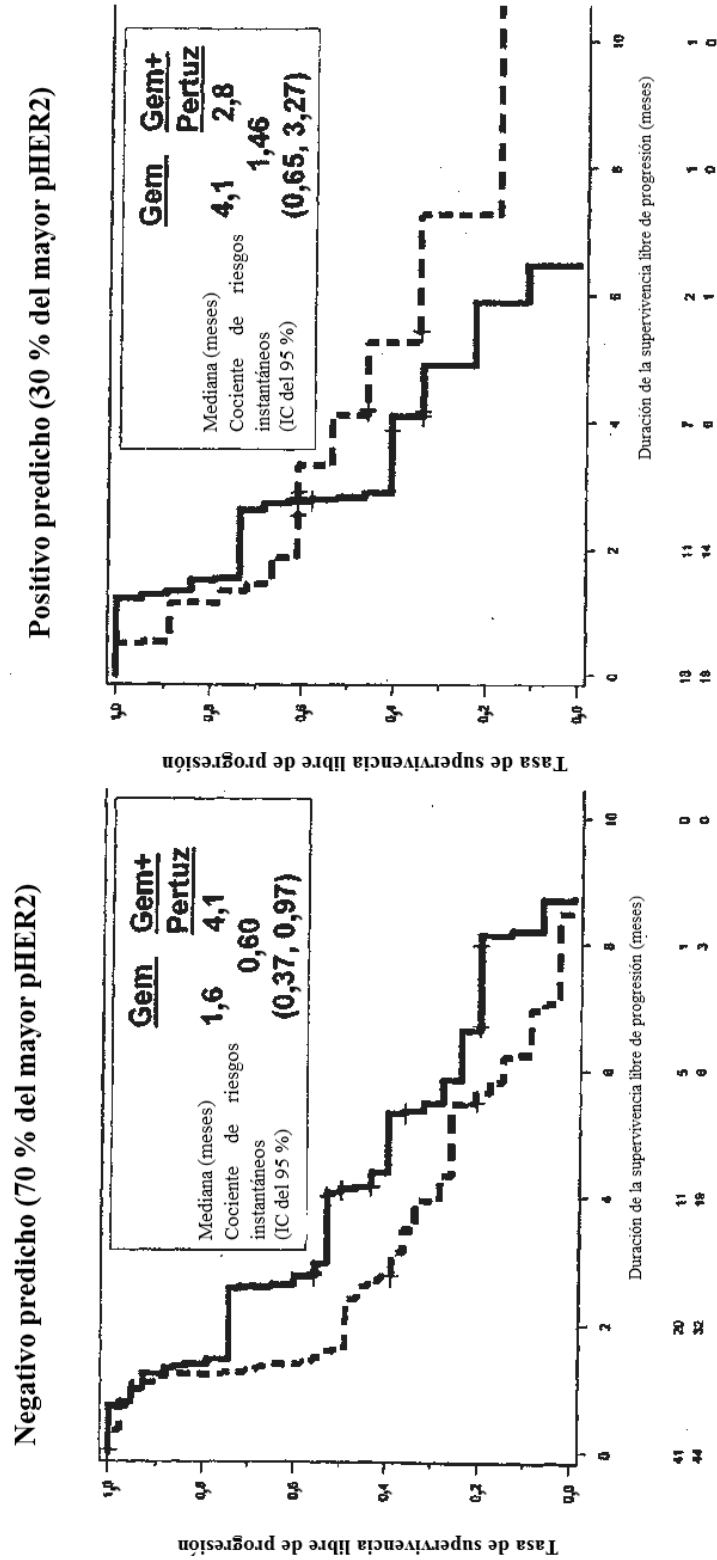 Negativo predicho (70 % del mayor pHER2)
Tasa de supervivencia libre de progresión
1,0
0,8
0,6
0,4
0,2
0,0
Gem Gem+
Pertuz
Mediana (meses) 1,6 4,1
Cociente de riesgos
instantáneos 0,60
(IC del 95 %) (0,37, 0,97)
0 2 4 6 8 10
Duración de la supervivencia libre de progresión (meses)
41 20 11 5 1 0
44 32 19 6 3 0
Positivo predicho (30 % del mayor pHER2)
Tasa de supervivencia libre de progresión
1,0
0,8
0,6
0,4
0,2
0,0
Gem Gem+
Pertuz
Mediana (meses) 4,1 2,8
Cociente de riesgos
instantáneos 1,46
(IC del 95 %) (0,65, 3,27)
0 2 4 6 8 10
Duración de la supervivencia libre de progresión (meses)
18 11 7 2 1 1
19 14 6 1 0 0